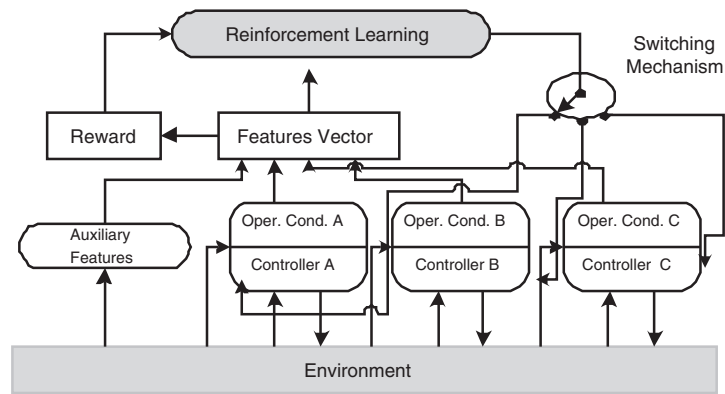 Reinforcement Learning
Switching
Mechanism
Reward
Features Vector
Auxiliary
Features
Oper. Cond. A
Controller A
Oper. Cond. B
Controller B
Oper. Cond. C
Controller C
Environment